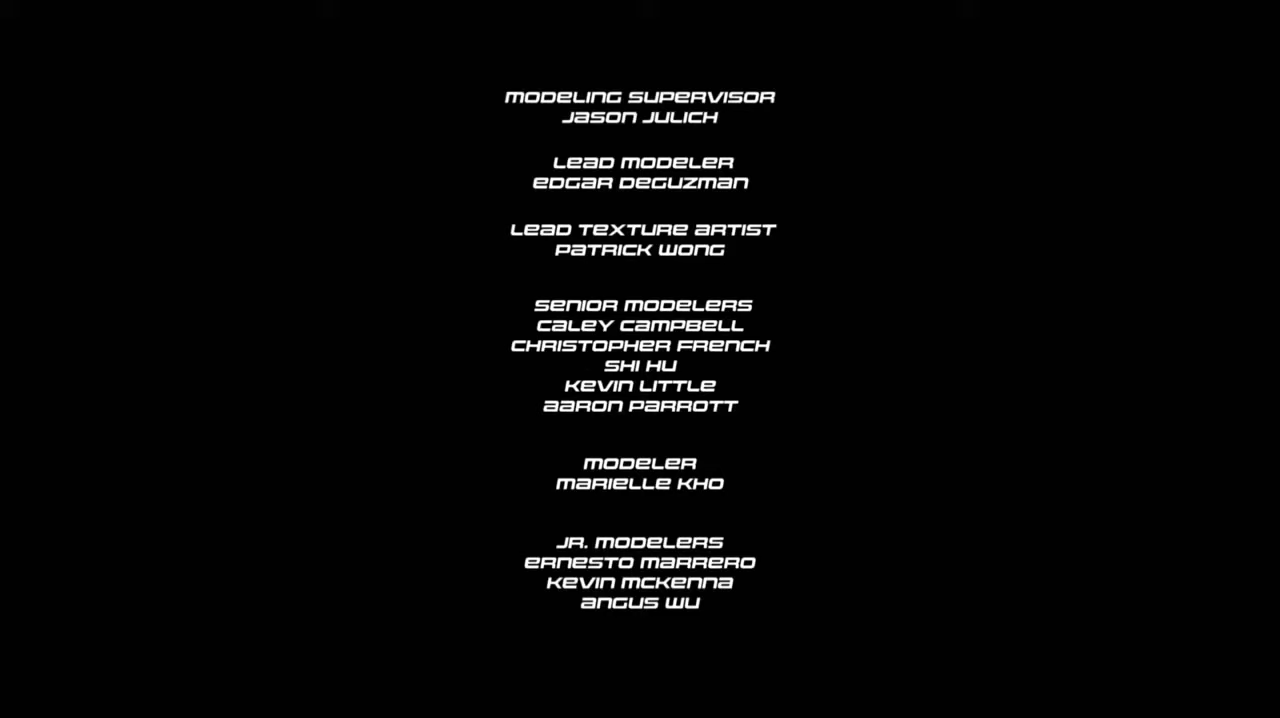 MODELING SUPERVISOR
JASON JULICH
LEAD MODELER
EDGAR DEGUZMAN
LEAD TEXTURE ARTIST
PATRICK WONG
SENIOR MODELERS
CALEY CAMPBELL
CHRISTOPHER FRENCH
SHI HU
KEVIN LITTLE
AARON PARROTT
MODELER
MARIELLE KHO
JR. MODELERS
ERNESTO MARRERO
KEVIN MCKENNA
ANGUS WU